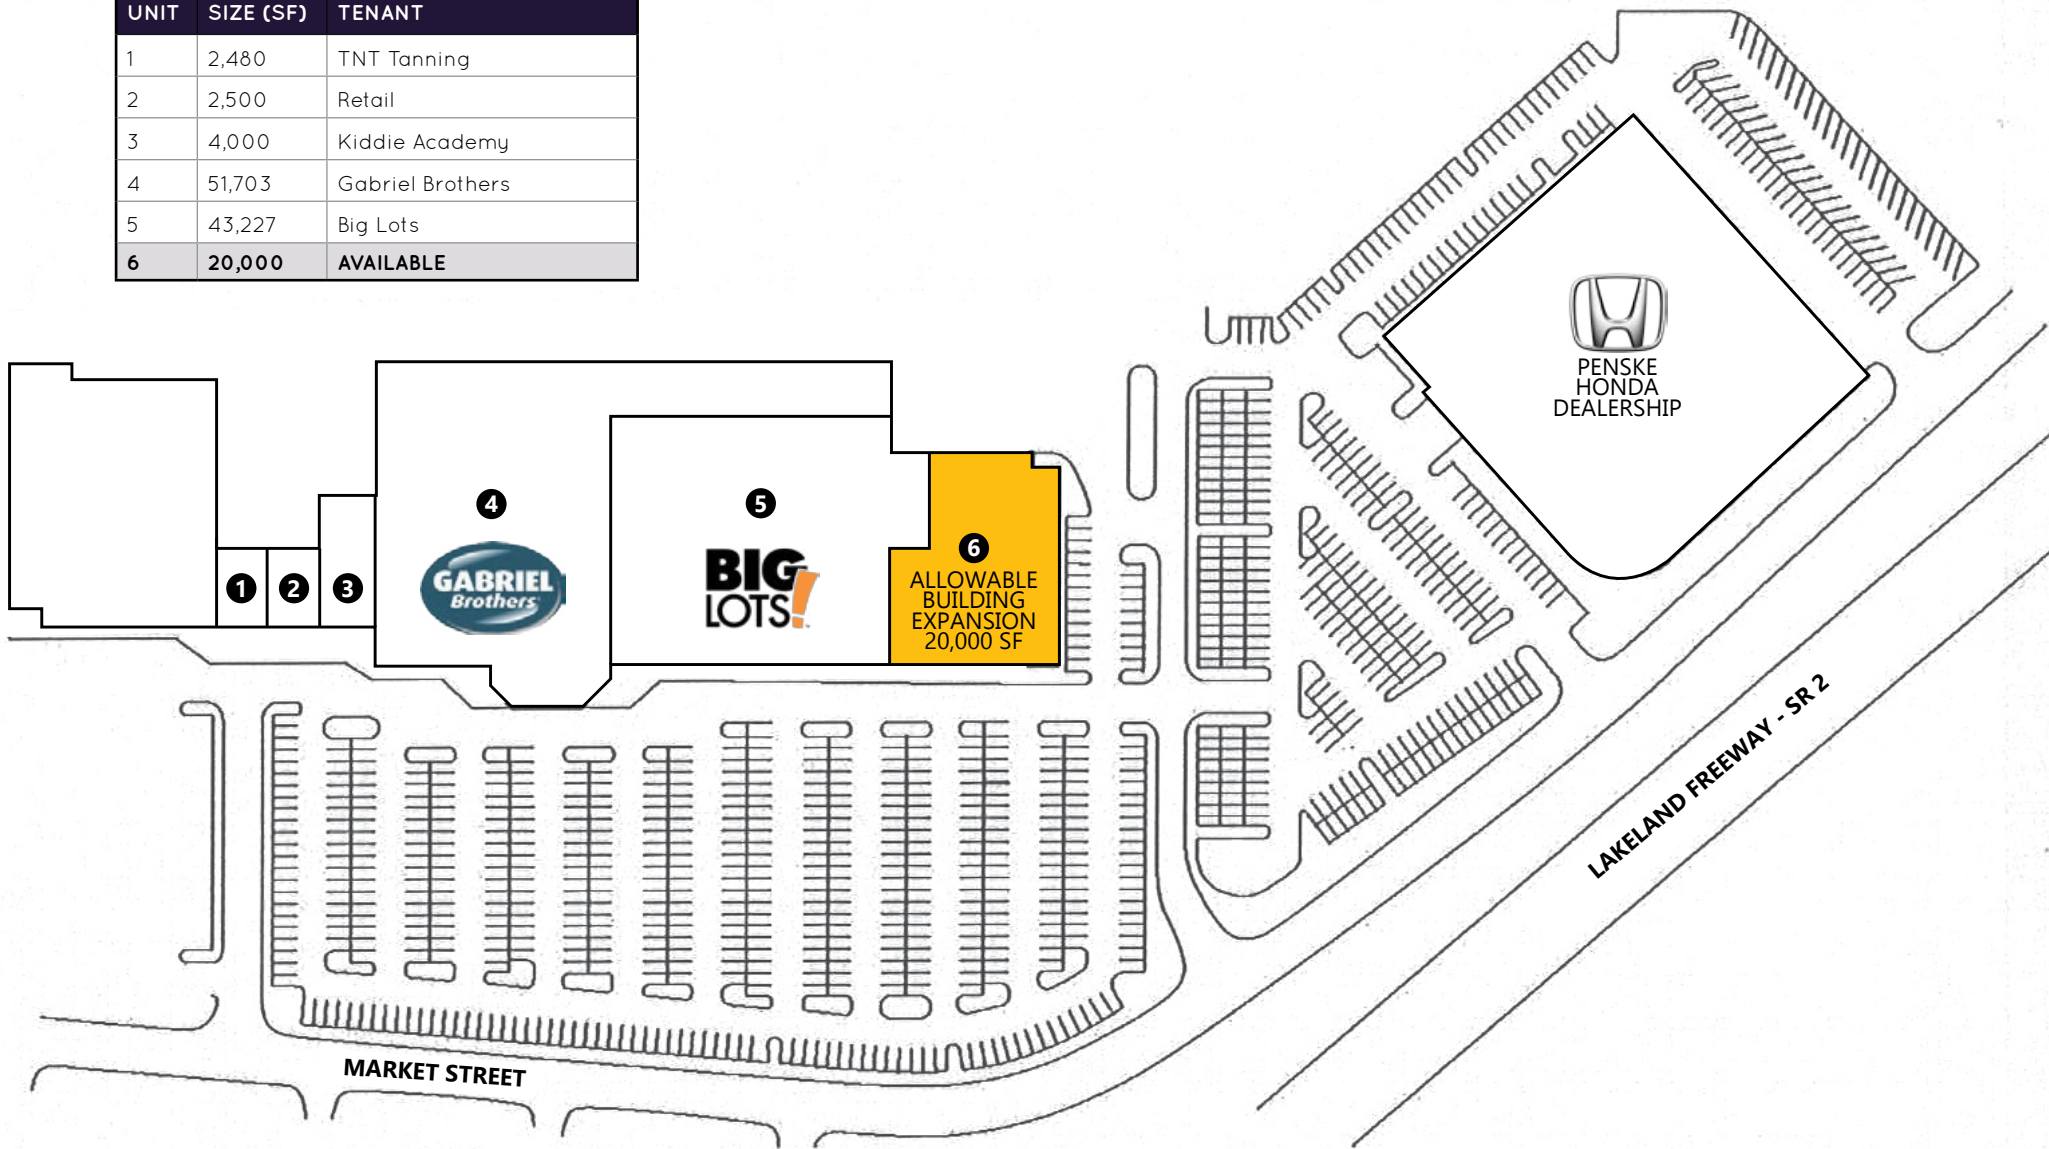 UNIT SIZE (SF) TENANT
1 2,480 TNT Tanning
2 2,500 Retail
3 4,000 Kiddie Academy
4 51,703 Gabriel Brothers
5 43,227 Big Lots
6 20,000 AVAILABLE
PENSKE
HONDA
DEALERSHIP
1
2
3
4
GABRIEL
Brothers
5
BIG
LOTS!
6
ALLOWABLE
BUILDING
EXPANSION
20,000 SF
LAKELAND FREEWAY - SR 2
MARKET STREET